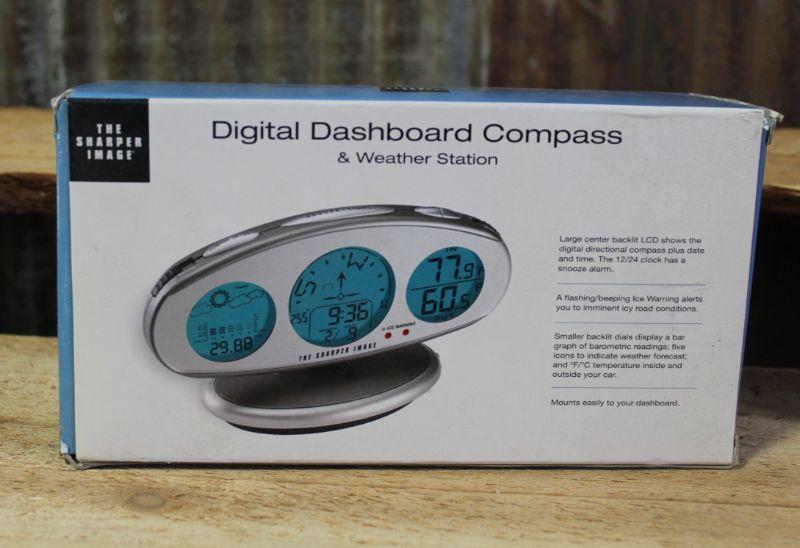 THE
SHARPER
IMAGE
Digital Dashboard Compass
& Weather Station
Large center backlit LCD shows the
digital directional compass plus date
and time. The 12/24 clock has a
snooze alarm.
A flashing/beeping Ice Warning alerts
you to imminent icy road conditions.
Smaller backlit dials display a bar
graph of barometric readings; five
icons to indicate weather forecast;
and °F/°C temperature inside and
outside your car.
Mounts easily to your dashboard.
IN
77.9°F
60.5
OUT
9:36
29.88
ICE WARNING
THE SHARPER IMAGE